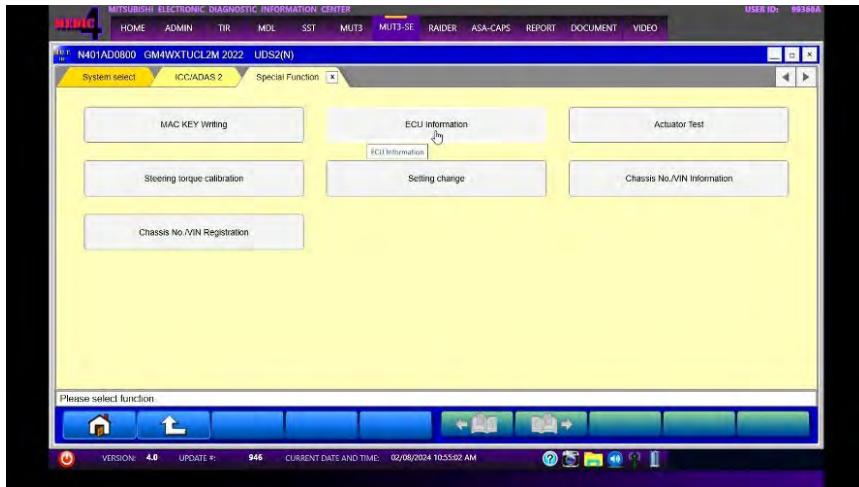 MITSUBISHI ELECTRONIC DIAGNOSTIC INFORMATION CENTER USER ID: 99366A
MEDIC 4 HOME ADMIN TIR MDL SST MUT3 MUT3-SE RAIDER ASA-CAPS REPORT DOCUMENT VIDEO
N401AD0800 GM4WXTUCL2M 2022 UDS2(N)
System select ICC/ADAS 2 Special Function x
MAC KEY Writing ECU Information Actuator Test
ECU Information
Steering torque calibration Setting change Chassis No./VIN Information
Chassis No./VIN Registration
Please select function
VERSION: 4.0 UPDATE #: 946 CURRENT DATE AND TIME: 02/08/2024 10:55:02 AM